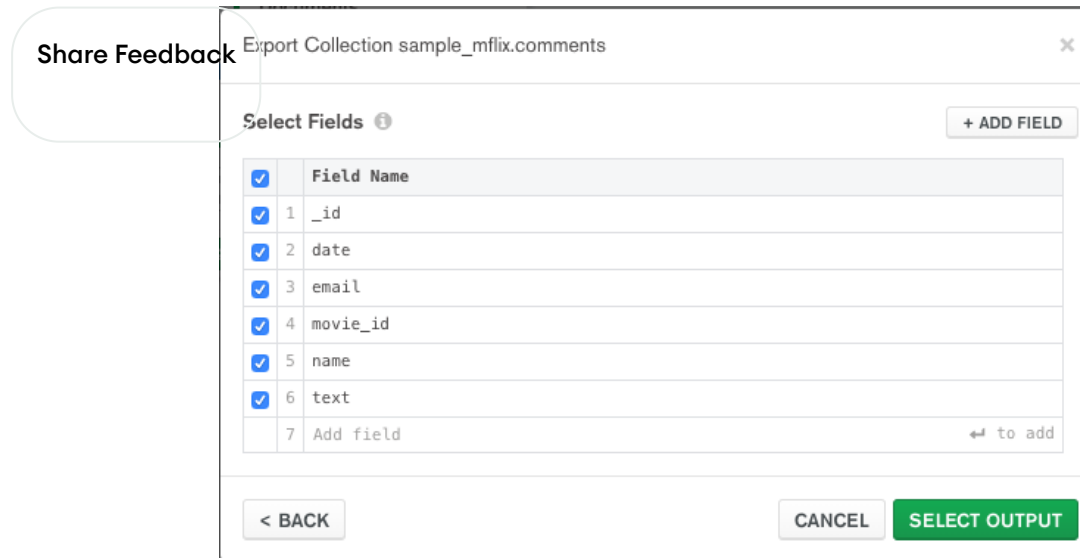 Share Feedback
Export Collection sample_mflix.comments ×
Select Fields
+ ADD FIELD
Field Name
1 _id
2 date
3 email
4 movie_id
5 name
6 text
7 Add field ↵ to add
< BACK
CANCEL
SELECT OUTPUT